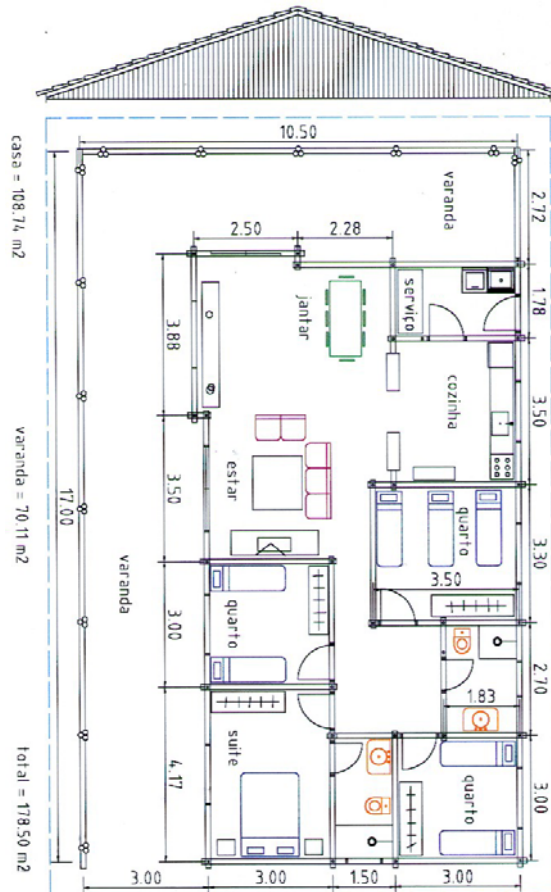 10.50
2.72
varanda
2.50
2.28
1.78
serviço
jantar
3.88
3.50
cozinha
estar
3.50
3.30
quarto
3.50
17.00
varanda
3.00
quarto
2.70
1.83
suite
4.17
quarto
3.00
3.00
3.00
1.50
3.00
casa = 108.74 m2
varanda = 70.11 m2
total = 178.50 m2